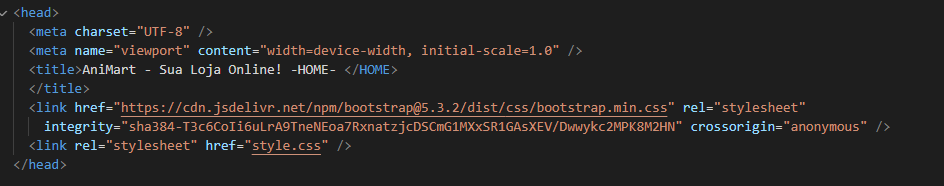 <head>
<meta charset="UTF-8" />
<meta name="viewport" content="width=device-width, initial-scale=1.0" />
<title>AniMart - Sua Loja Online! -HOME- </HOME>
</title>
<link href="https://cdn.jsdelivr.net/npm/bootstrap@5.3.2/dist/css/bootstrap.min.css" rel="stylesheet"
integrity="sha384-T3c6CoIi6uLrA9TneNEoa7RxnatzjcDSCmG1MXxSR1GAsXEV/Dwwykc2MPK8M2HN" crossorigin="anonymous" />
<link rel="stylesheet" href="style.css" />
</head>